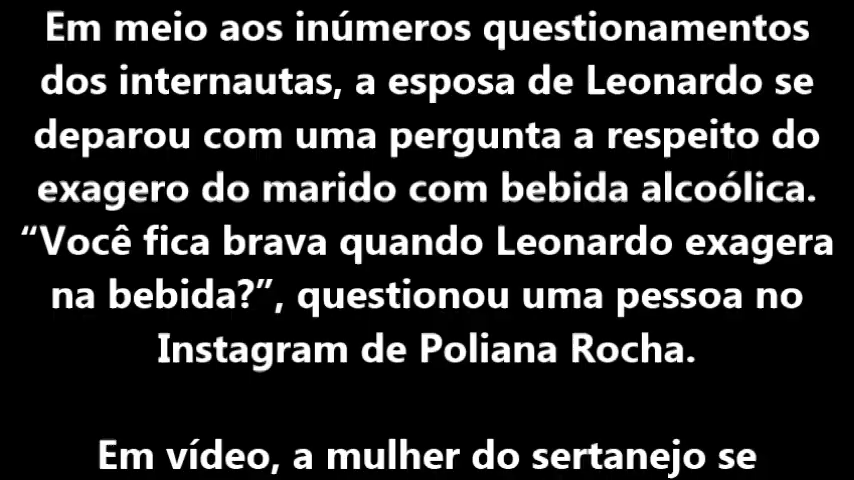 Em meio aos inúmeros questionamentos
dos internautas, a esposa de Leonardo se
deparou com uma pergunta a respeito do
exagero do marido com bebida alcoólica.
“Você fica brava quando Leonardo exagera
na bebida?”, questionou uma pessoa no
Instagram de Poliana Rocha.
Em vídeo, a mulher do sertanejo se